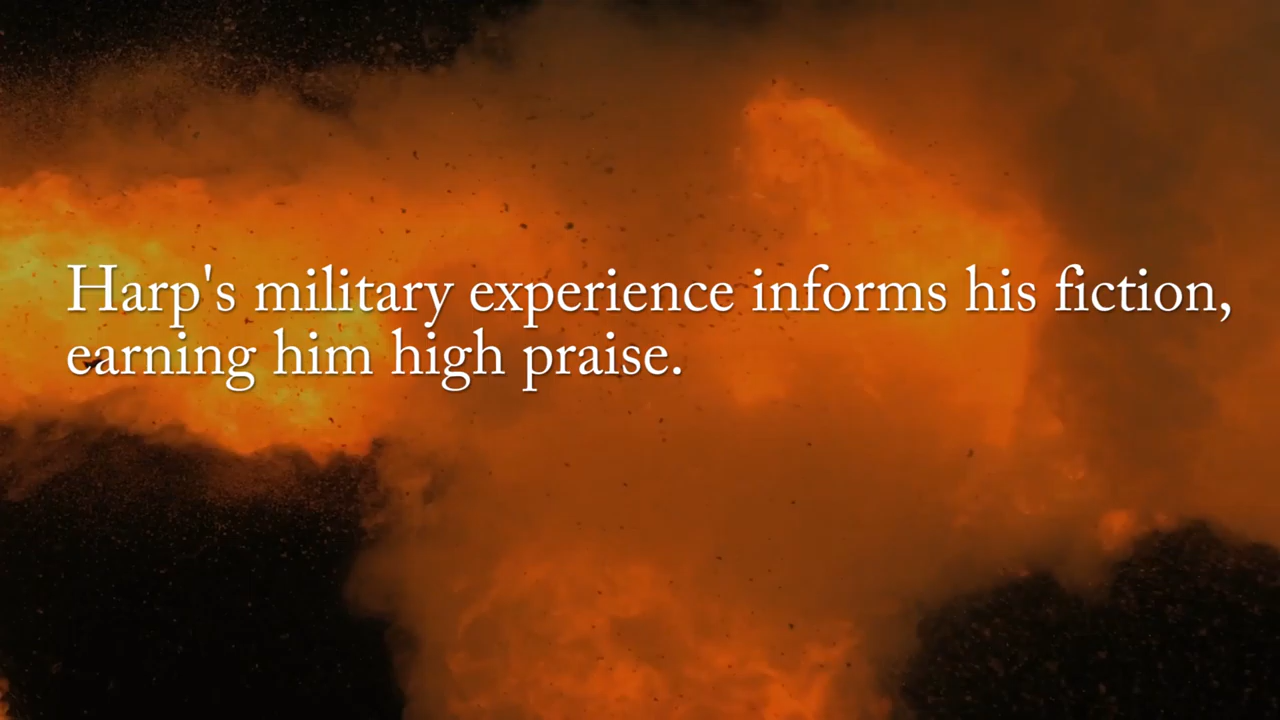 Harp's military experience informs his fiction,
earning him high praise.